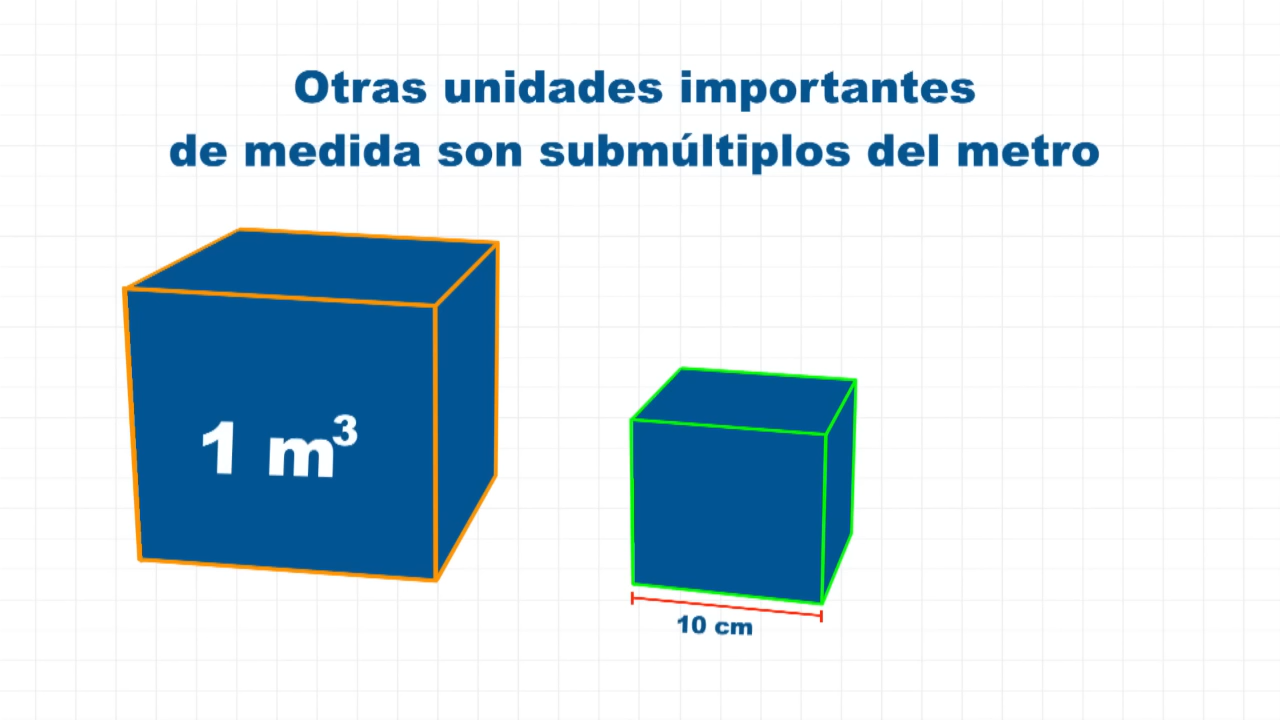 Otras unidades importantes
de medida son submúltiplos del metro
1 m³
10 cm